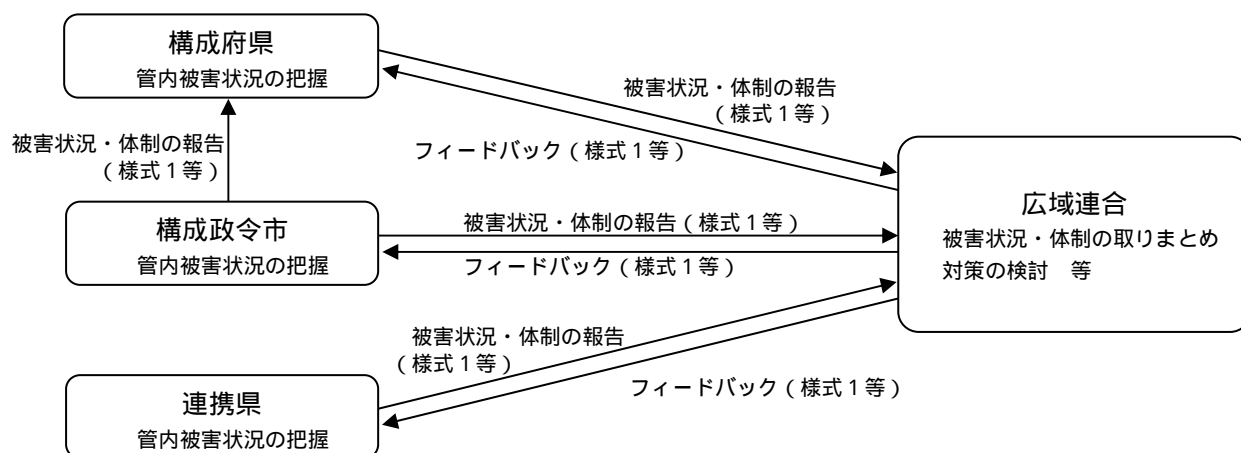 構成府県
管内被害状況の把握
被害状況・体制の報告
（様式１等）
被害状況・体制の報告
（様式１等）
フィードバック（様式１等）
広域連合
被害状況・体制の取りまとめ
対策の検討　等
構成政令市
管内被害状況の把握
被害状況・体制の報告（様式１等）
フィードバック（様式１等）
被害状況・体制の報告
（様式１等）
フィードバック（様式１等）
連携県
管内被害状況の把握